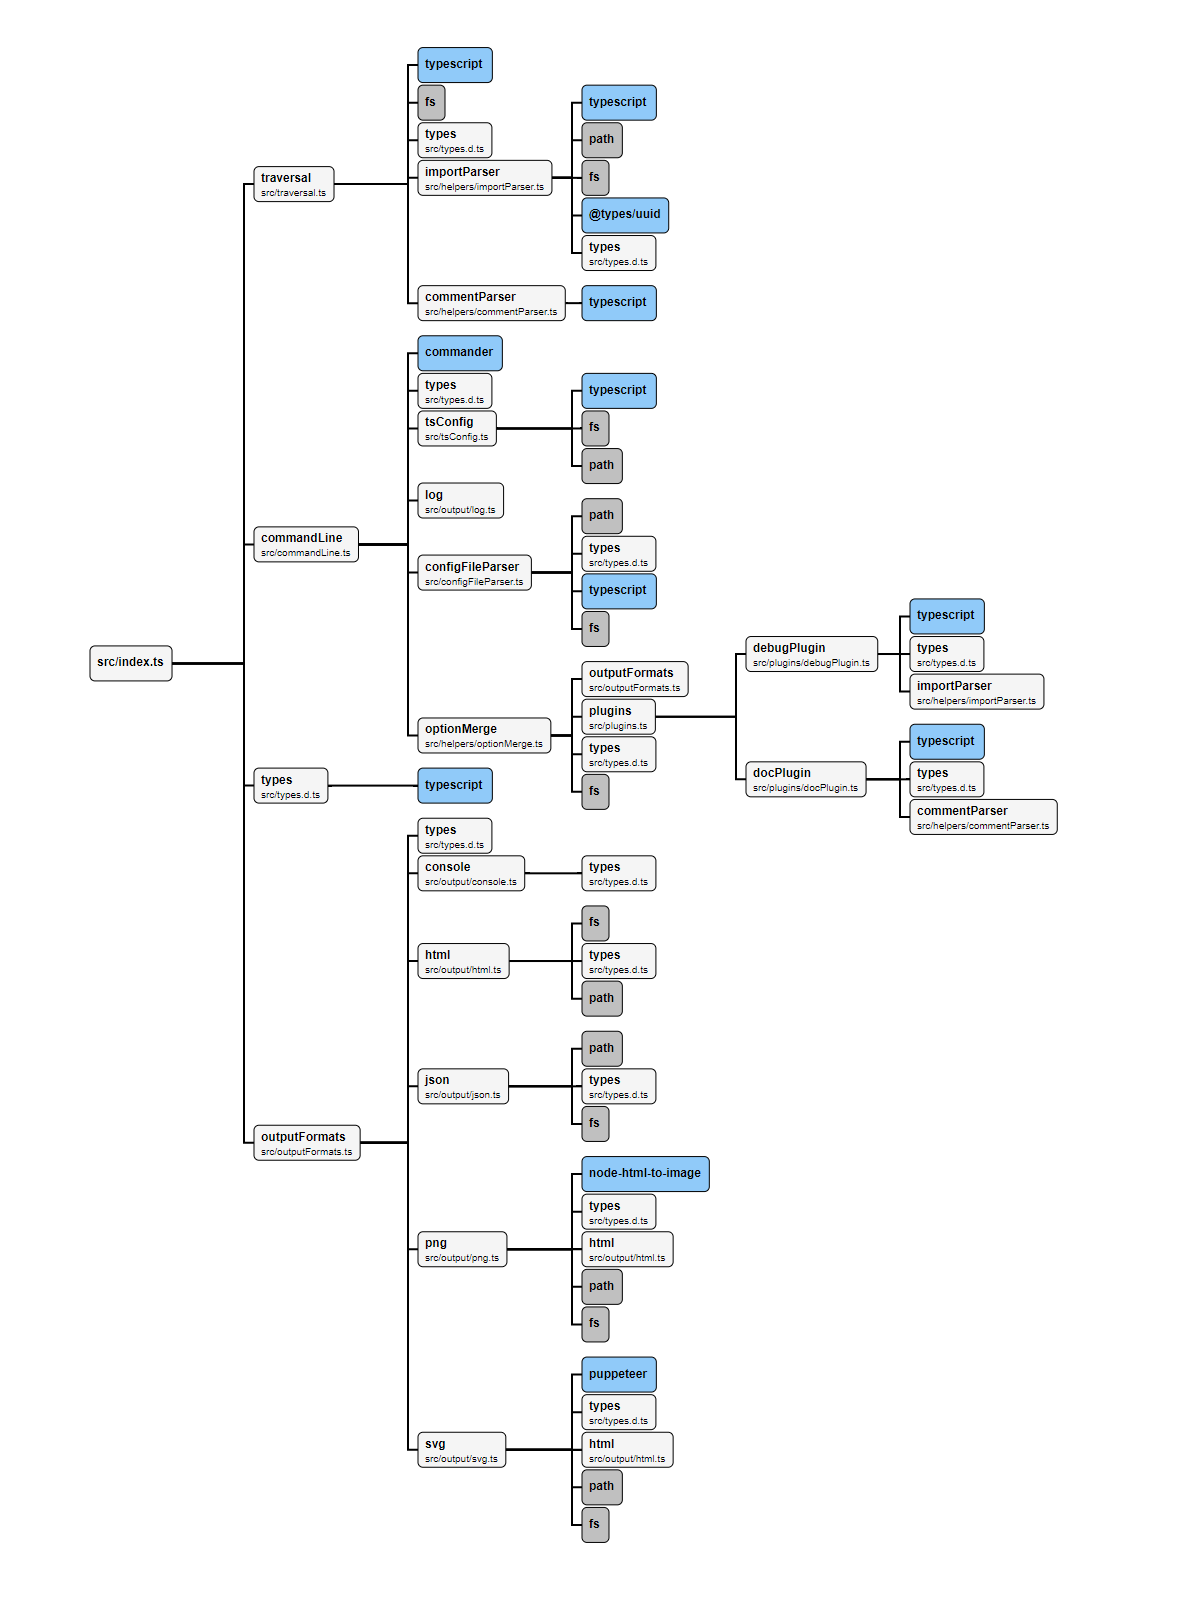 src/index.ts
traversal
src/traversal.ts
typescript
fs
types
src/types.d.ts
importParser
src/helpers/importParser.ts
typescript
path
fs
@types/uuid
types
src/types.d.ts
commentParser
src/helpers/commentParser.ts
typescript
commandLine
src/commandLine.ts
commander
types
src/types.d.ts
tsConfig
src/tsConfig.ts
typescript
fs
path
log
src/output/log.ts
configFileParser
src/configFileParser.ts
path
types
src/types.d.ts
typescript
fs
optionMerge
src/helpers/optionMerge.ts
outputFormats
src/outputFormats.ts
plugins
src/plugins.ts
debugPlugin
src/plugins/debugPlugin.ts
typescript
types
src/types.d.ts
importParser
src/helpers/importParser.ts
docPlugin
src/plugins/docPlugin.ts
typescript
types
src/types.d.ts
commentParser
src/helpers/commentParser.ts
types
src/types.d.ts
fs
types
src/types.d.ts
typescript
outputFormats
src/outputFormats.ts
types
src/types.d.ts
console
src/output/console.ts
types
src/types.d.ts
html
src/output/html.ts
fs
types
src/types.d.ts
path
json
src/output/json.ts
path
types
src/types.d.ts
fs
png
src/output/png.ts
node-html-to-image
types
src/types.d.ts
html
src/output/html.ts
path
fs
svg
src/output/svg.ts
puppeteer
types
src/types.d.ts
html
src/output/html.ts
path
fs